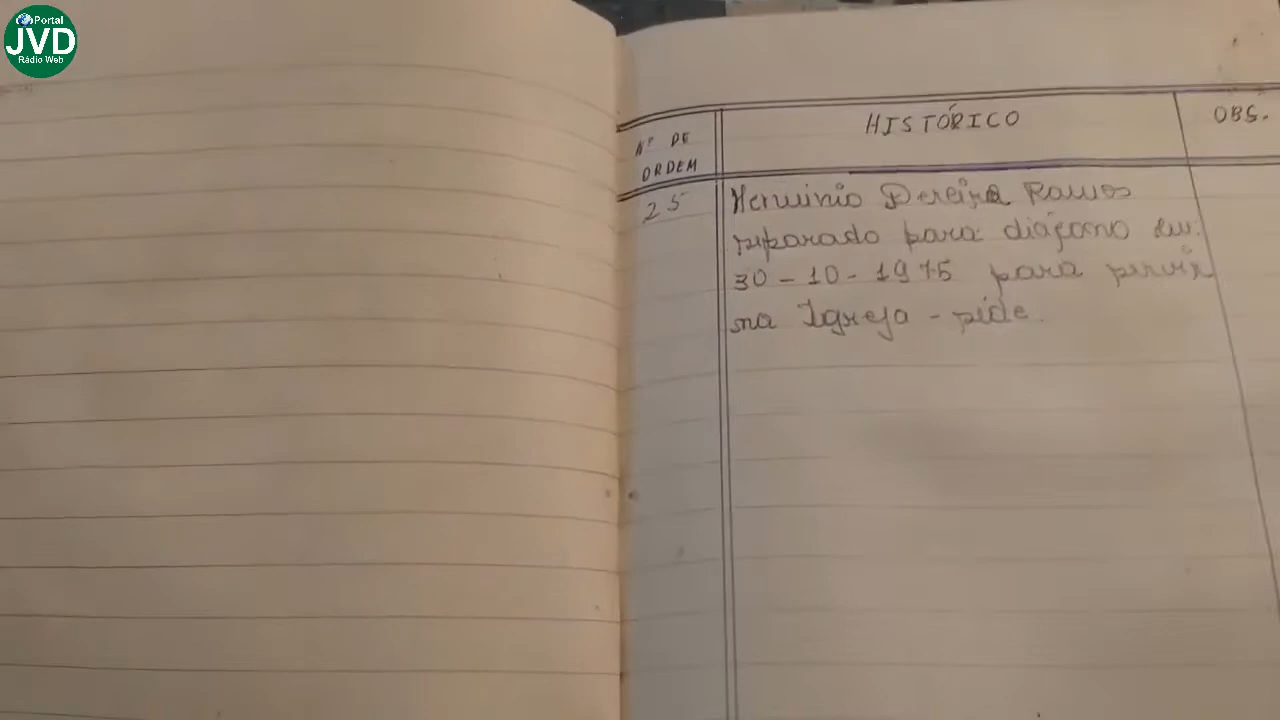 Portal
JVD
Rádio Web
Nº DE
ORDEM
HISTÓRICO
OBS.
25
Herminio Pereira Ramos
separado para diácono em
30-10-1975 para servir
na Igreja - séde.